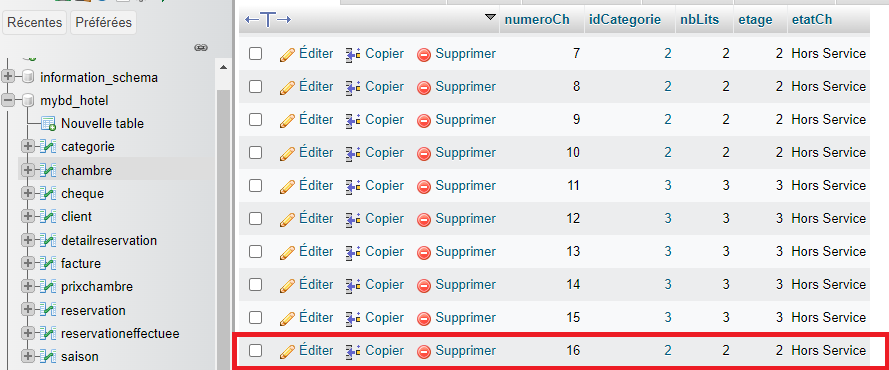 Récentes Préférées
information_schema
mybd_hotel
Nouvelle table
categorie
chambre
cheque
client
detailreservation
facture
prixchambre
reservation
reservationeffectuee
saison
numeroCh idCategorie nbLits etage etatCh
Éditer Copier Supprimer 7 2 2 2 Hors Service
Éditer Copier Supprimer 8 2 2 2 Hors Service
Éditer Copier Supprimer 9 2 2 2 Hors Service
Éditer Copier Supprimer 10 2 2 2 Hors Service
Éditer Copier Supprimer 11 3 3 3 Hors Service
Éditer Copier Supprimer 12 3 3 3 Hors Service
Éditer Copier Supprimer 13 3 3 3 Hors Service
Éditer Copier Supprimer 14 3 3 3 Hors Service
Éditer Copier Supprimer 15 3 3 3 Hors Service
Éditer Copier Supprimer 16 2 2 2 Hors Service